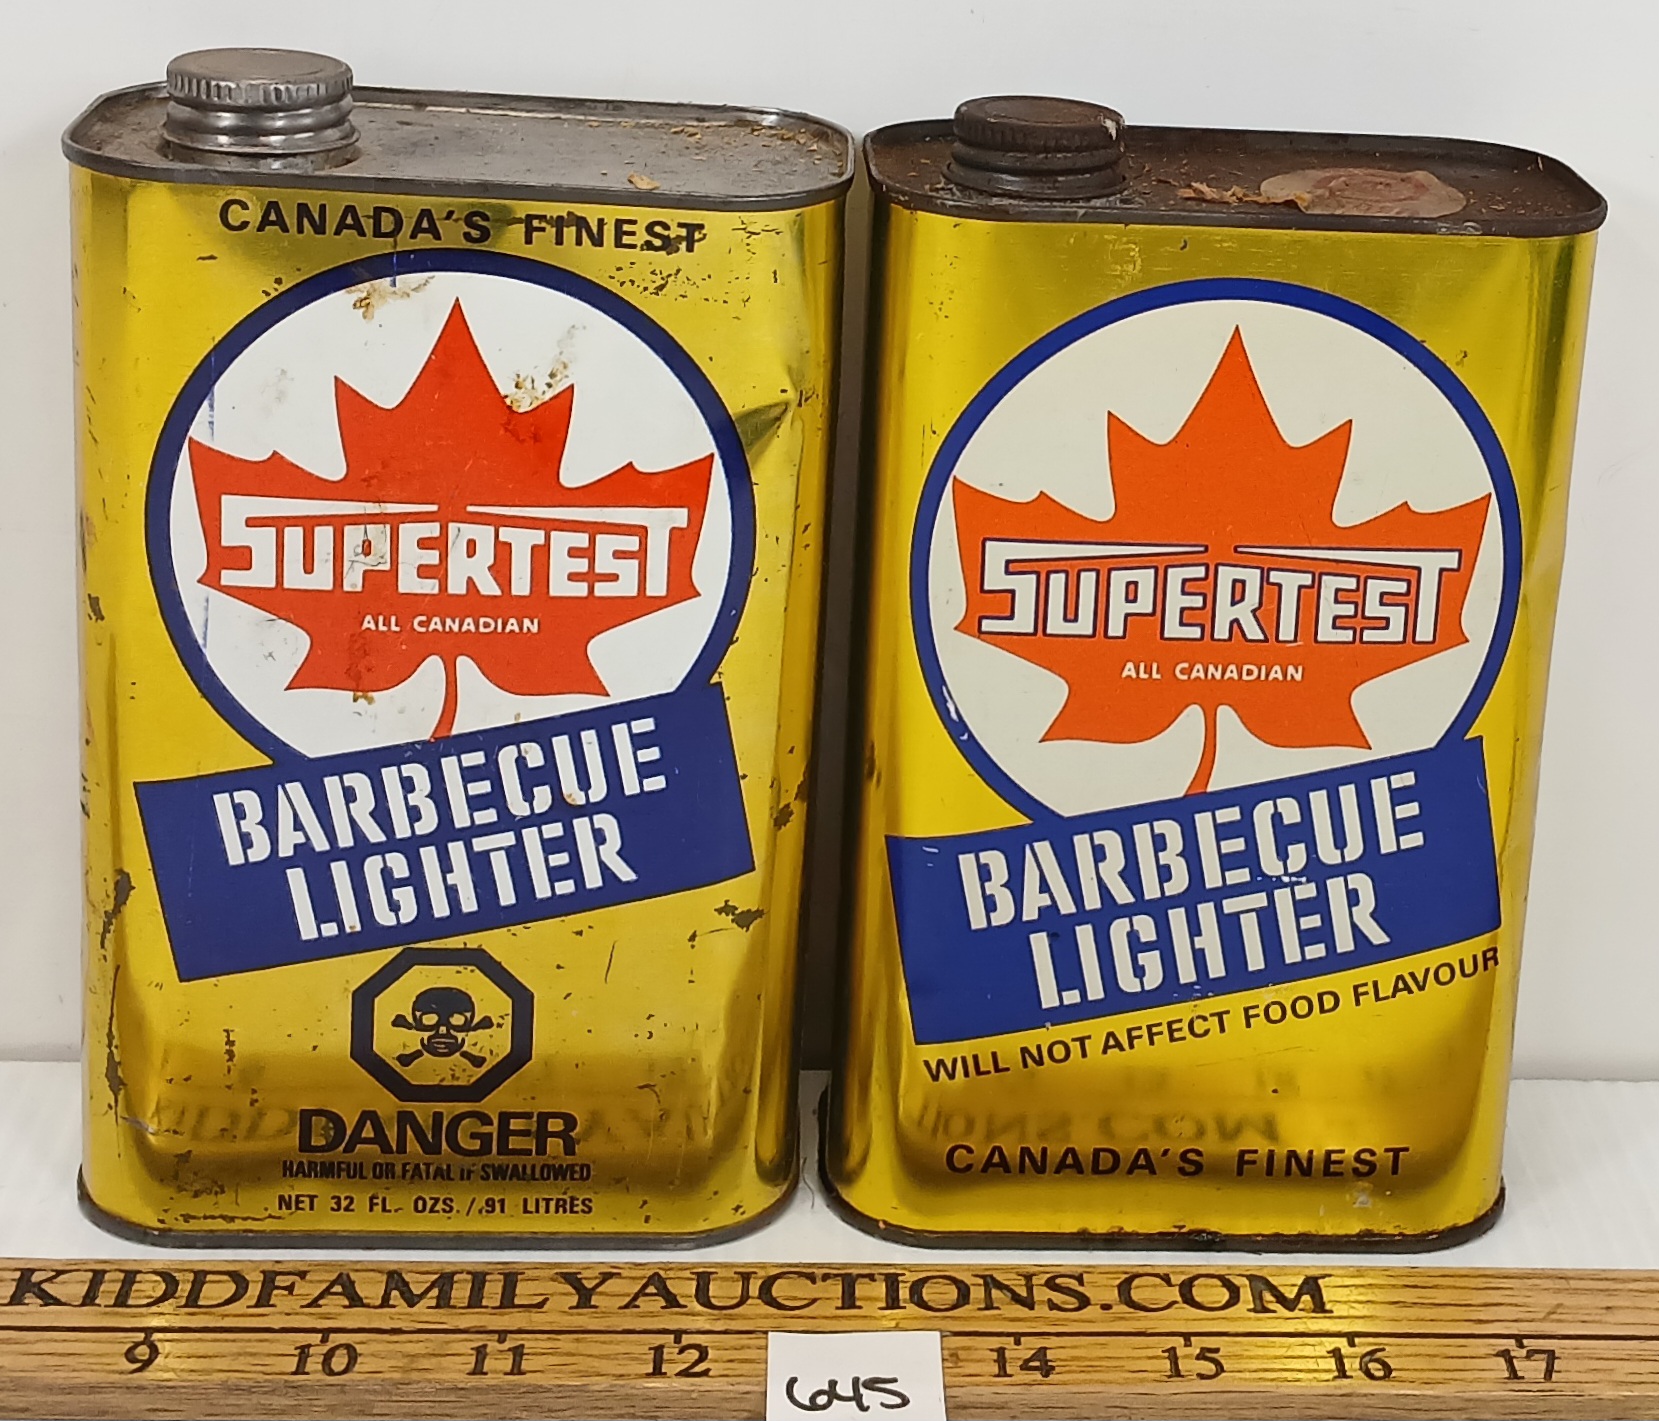 CANADA'S FINEST
SUPERTEST
ALL CANADIAN
BARBECUE
LIGHTER
DANGER
HARMFUL OR FATAL IF SWALLOWED
NET 32 FL. OZS. / .91 LITRES
SUPERTEST
ALL CANADIAN
BARBECUE
LIGHTER
WILL NOT AFFECT FOOD FLAVOUR
CANADA'S FINEST
KIDDFAMILYAUCTIONS.COM
9 10 11 12 14 15 16 17
645